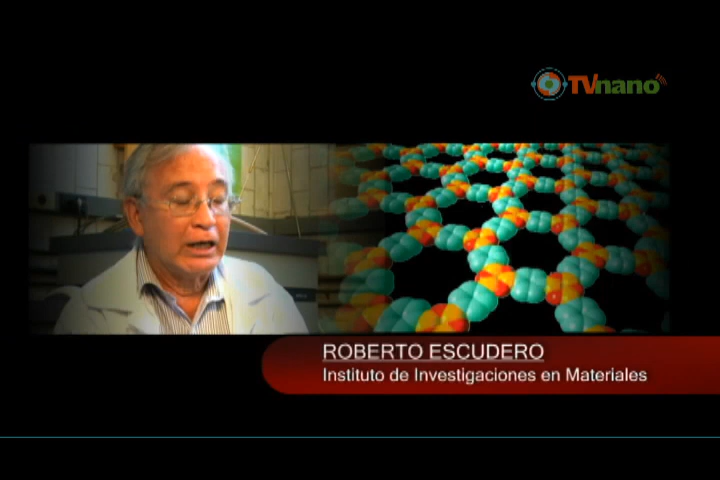 TVnano
ROBERTO ESCUDERO
Instituto de Investigaciones en Materiales